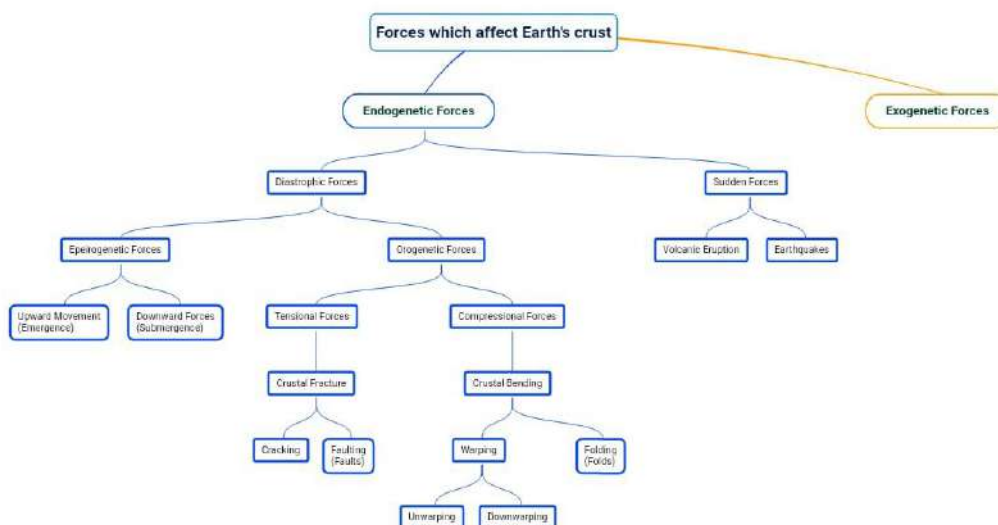 Forces which affect Earth's crust
Endogenetic Forces
Exogenetic Forces
Diastrophic Forces
Sudden Forces
Epeirogenetic Forces
Orogenetic Forces
Volcanic Eruption
Earthquakes
Upward Movement
(Emergence)
Downward Forces
(Submergence)
Tensional Forces
Compressional Forces
Crustal Fracture
Crustal Bending
Cracking
Faulting
(Faults)
Warping
Folding
(Folds)
Unwarping
Downwarping